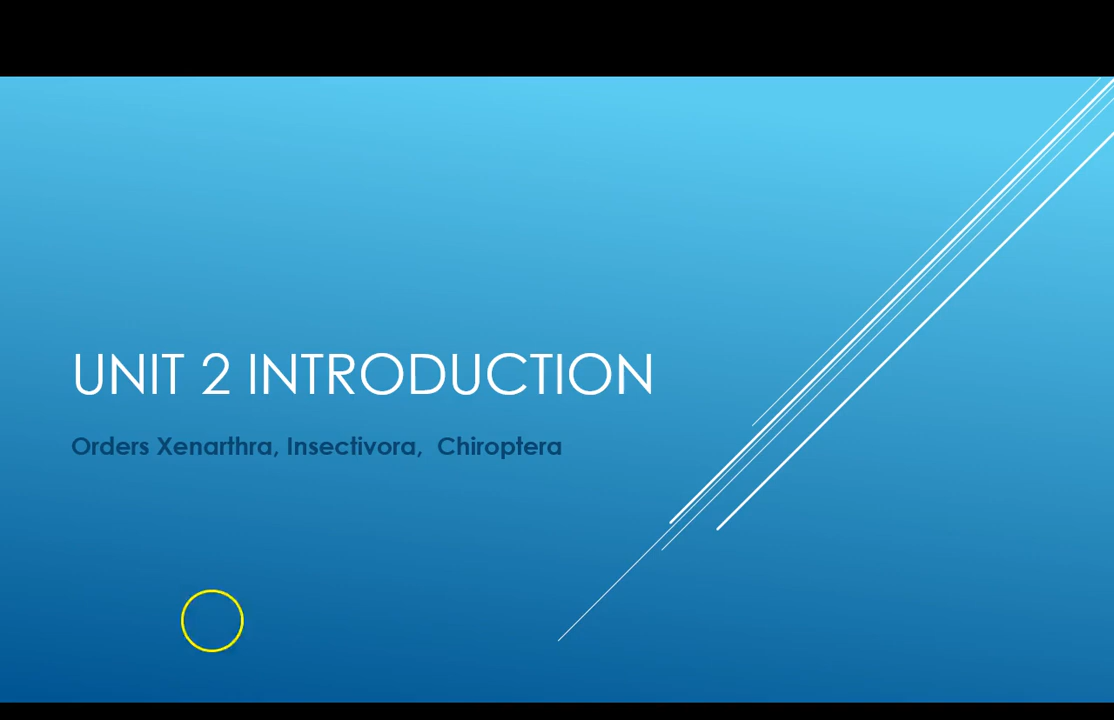 UNIT 2 INTRODUCTION
Orders Xenarthra, Insectivora,  Chiroptera